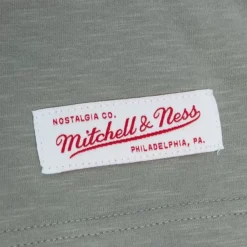 NOSTALGIA CO.
Mitchell & Ness
PHILADELPHIA, PA.